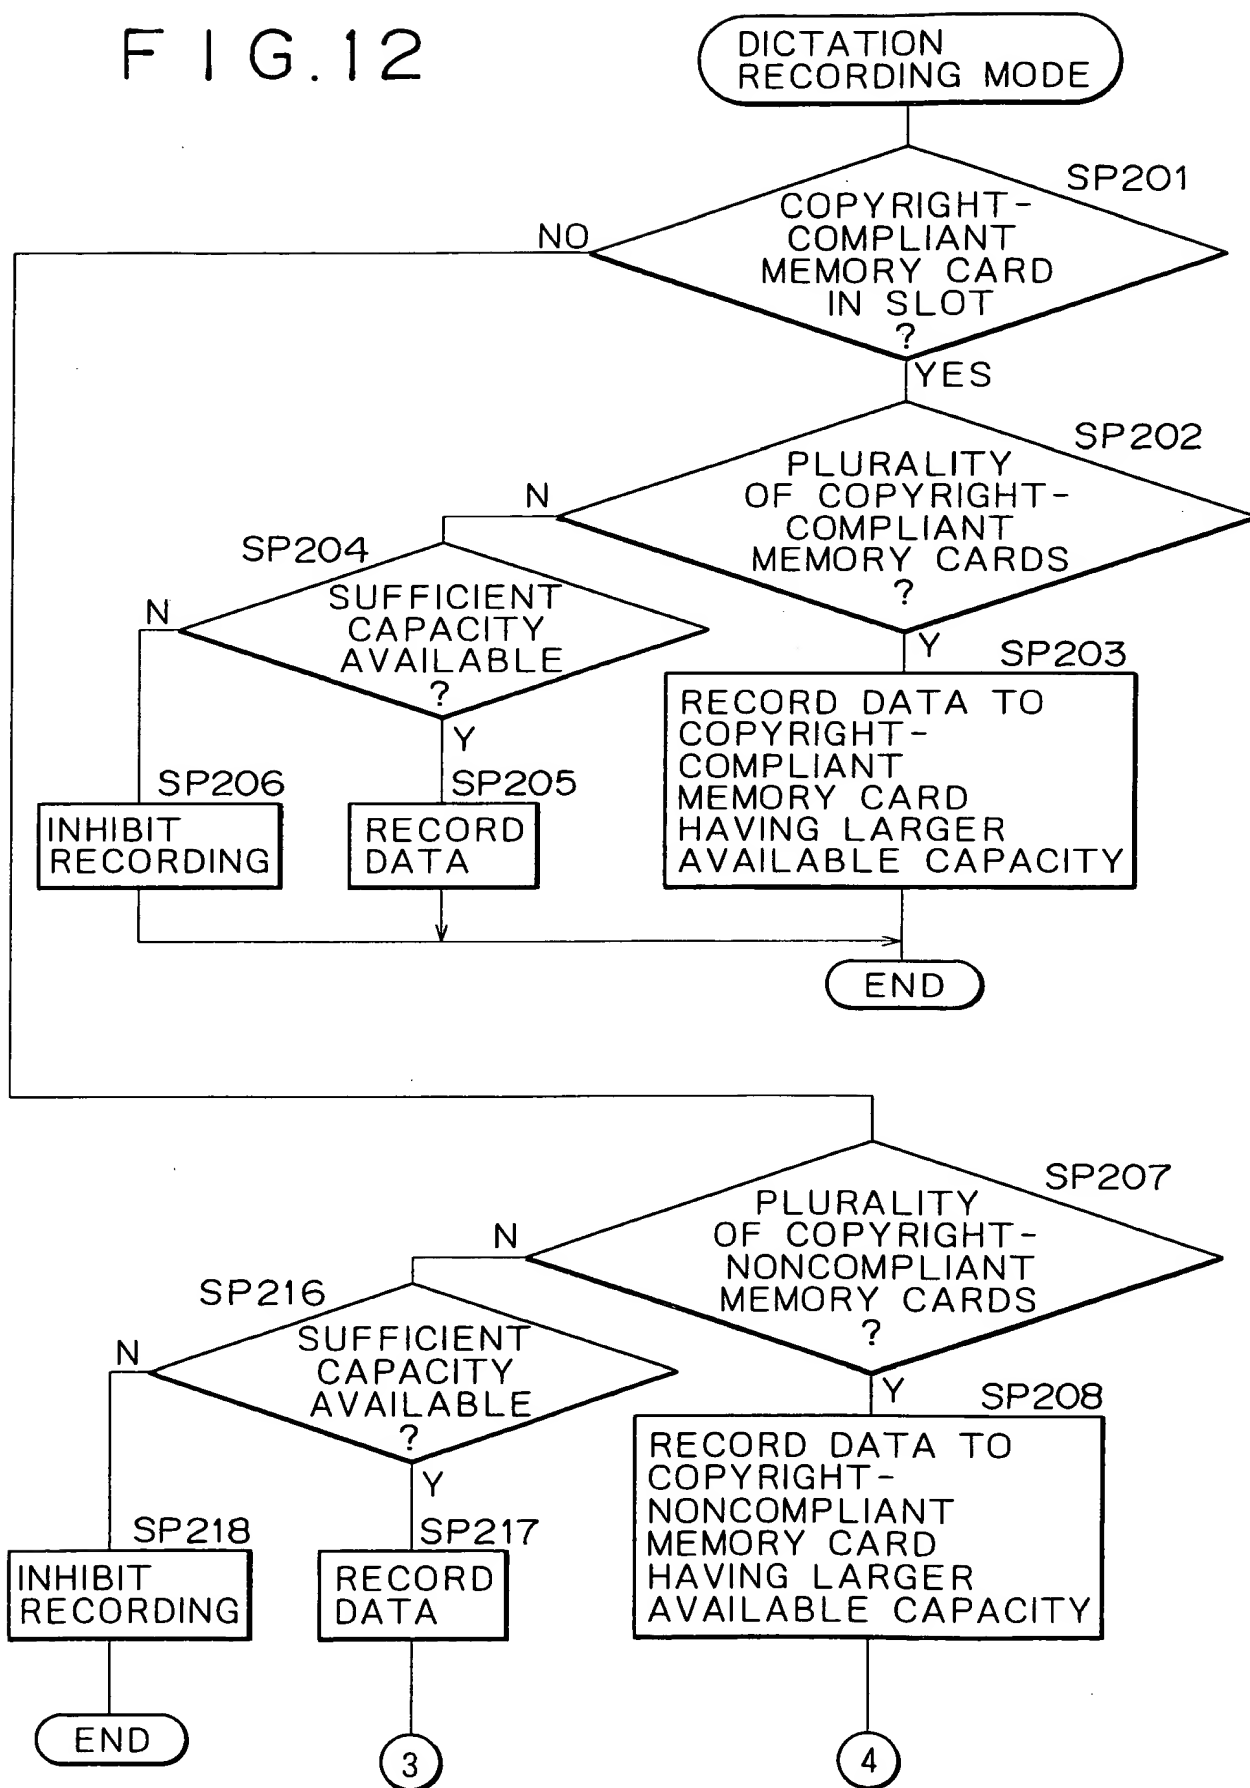 FIG.12
DICTATION
RECORDING MODE
SP201
COPYRIGHT-
COMPLIANT
MEMORY CARD
IN SLOT
?
NO
YES
SP202
PLURALITY
OF COPYRIGHT-
COMPLIANT
MEMORY CARDS
?
N
Y
SP204
SUFFICIENT
CAPACITY
AVAILABLE
?
N
Y
SP203
RECORD DATA TO
COPYRIGHT-
COMPLIANT
MEMORY CARD
HAVING LARGER
AVAILABLE CAPACITY
SP206
INHIBIT
RECORDING
SP205
RECORD
DATA
END
SP207
PLURALITY
OF COPYRIGHT-
NONCOMPLIANT
MEMORY CARDS
?
N
Y
SP216
SUFFICIENT
CAPACITY
AVAILABLE
?
N
Y
SP208
RECORD DATA TO
COPYRIGHT-
NONCOMPLIANT
MEMORY CARD
HAVING LARGER
AVAILABLE CAPACITY
SP218
INHIBIT
RECORDING
SP217
RECORD
DATA
END
3
4